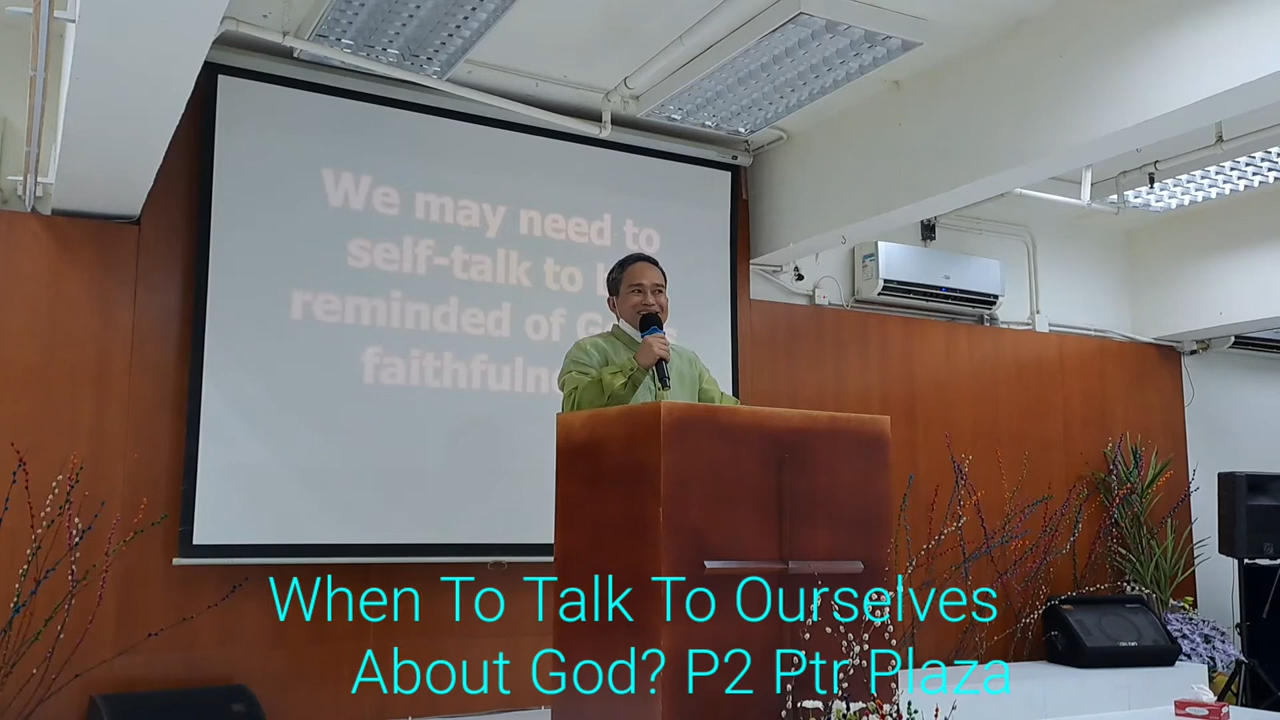 We may need to
self-talk to
reminded of
When To Talk To Ourselves
About God? P2 Ptr Plaza